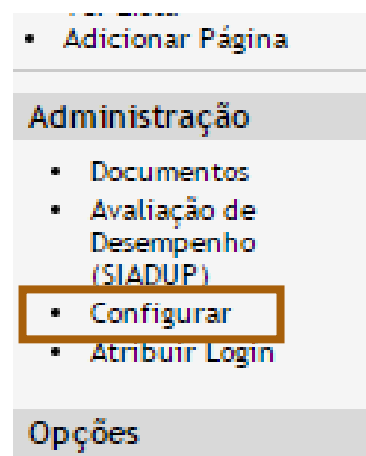 Adicionar Página
Administração
Documentos
Avaliação de
Desempenho
(SIADUP)
Configurar
Atribuir Login
Opções